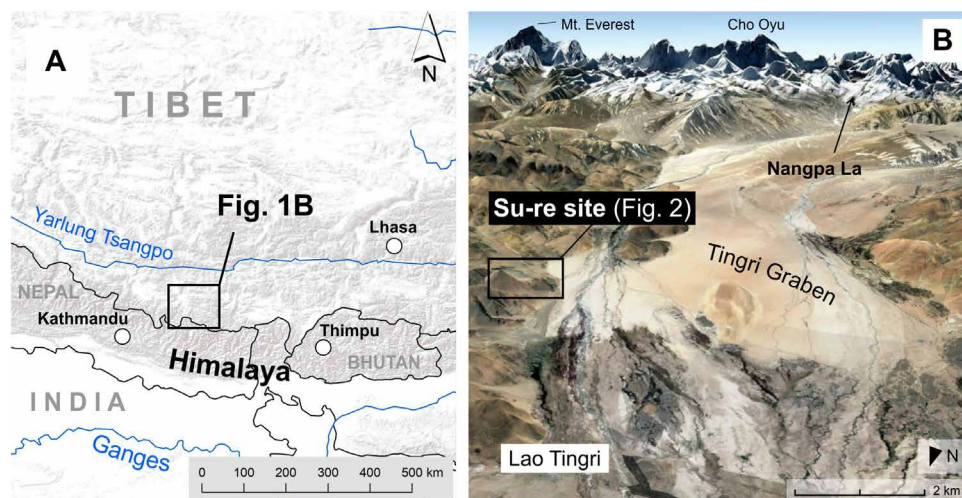 A
N
TIBET
Fig. 1B
Lhasa
Yarlung Tsangpo
NEPAL
Kathmandu
Thimpu
BHUTAN
Himalaya
INDIA
Ganges
0 100 200 300 400 500 km
Mt. Everest
Cho Oyu
B
Nangpa La
Su-re site (Fig. 2)
Tingri Graben
Lao Tingri
N
2 km